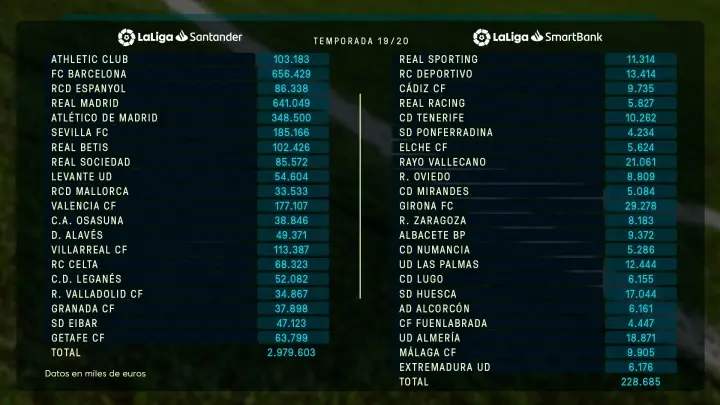 LaLiga Santander
TEMPORADA 19/20
LaLiga SmartBank
ATHLETIC CLUB 103.183
FC BARCELONA 656.429
RCD ESPANYOL 86.338
REAL MADRID 641.049
ATLÉTICO DE MADRID 348.500
SEVILLA FC 185.166
REAL BETIS 102.426
REAL SOCIEDAD 85.572
LEVANTE UD 54.604
RCD MALLORCA 33.533
VALENCIA CF 177.107
C.A. OSASUNA 38.846
D. ALAVÉS 49.371
VILLARREAL CF 113.387
RC CELTA 68.323
C.D. LEGANÉS 52.082
R. VALLADOLID CF 34.867
GRANADA CF 37.898
SD EIBAR 47.123
GETAFE CF 63.799
TOTAL 2.979.603
Datos en miles de euros
REAL SPORTING 11.314
RC DEPORTIVO 13.414
CÁDIZ CF 9.735
REAL RACING 5.827
CD TENERIFE 10.262
SD PONFERRADINA 4.234
ELCHE CF 5.624
RAYO VALLECANO 21.061
R. OVIEDO 8.809
CD MIRANDES 5.084
GIRONA FC 29.278
R. ZARAGOZA 8.183
ALBACETE BP 9.372
CD NUMANCIA 5.286
UD LAS PALMAS 12.444
CD LUGO 6.155
SD HUESCA 17.044
AD ALCORCÓN 6.161
CF FUENLABRADA 4.447
UD ALMERÍA 18.871
MÁLAGA CF 9.905
EXTREMADURA UD 6.176
TOTAL 228.685